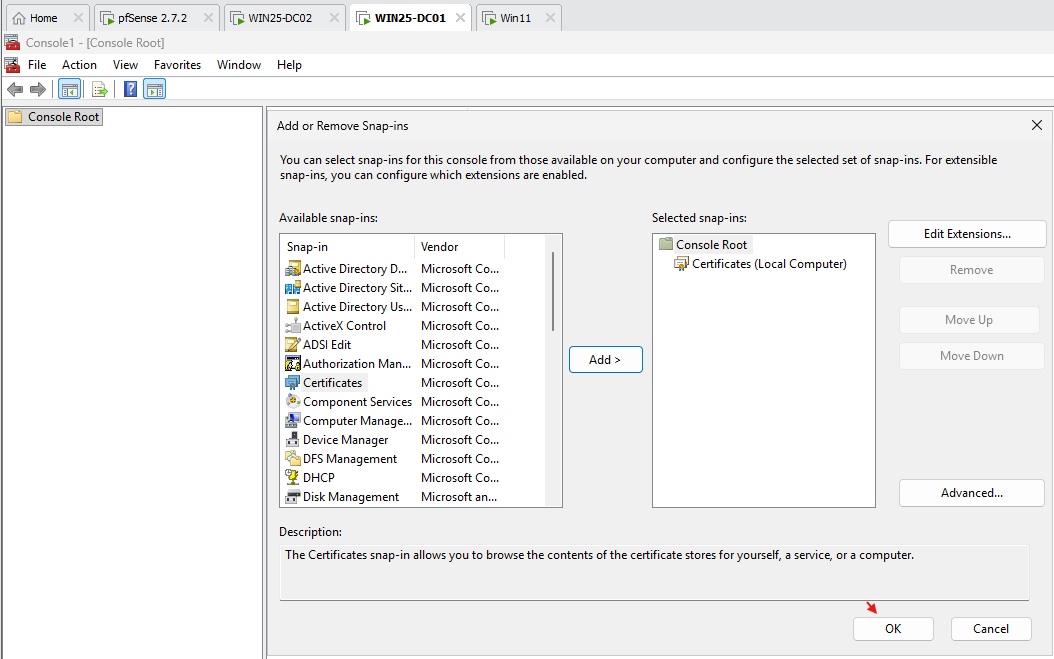 Home
pfSense 2.7.2
WIN25-DC02
WIN25-DC01
Win11
Console1 - [Console Root]
File Action View Favorites Window Help
Console Root
Add or Remove Snap-ins
You can select snap-ins for this console from those available on your computer and configure the selected set of snap-ins. For extensible
snap-ins, you can configure which extensions are enabled.
Available snap-ins:
Snap-in Vendor
Active Directory D... Microsoft Co...
Active Directory Sit... Microsoft Co...
Active Directory Us... Microsoft Co...
ActiveX Control Microsoft Co...
ADSI Edit Microsoft Co...
Authorization Man... Microsoft Co...
Certificates Microsoft Co...
Component Services Microsoft Co...
Computer Manage... Microsoft Co...
Device Manager Microsoft Co...
DFS Management Microsoft Co...
DHCP Microsoft Co...
Disk Management Microsoft an...
Add >
Selected snap-ins:
Console Root
Certificates (Local Computer)
Edit Extensions...
Remove
Move Up
Move Down
Advanced...
Description:
The Certificates snap-in allows you to browse the contents of the certificate stores for yourself, a service, or a computer.
OK
Cancel